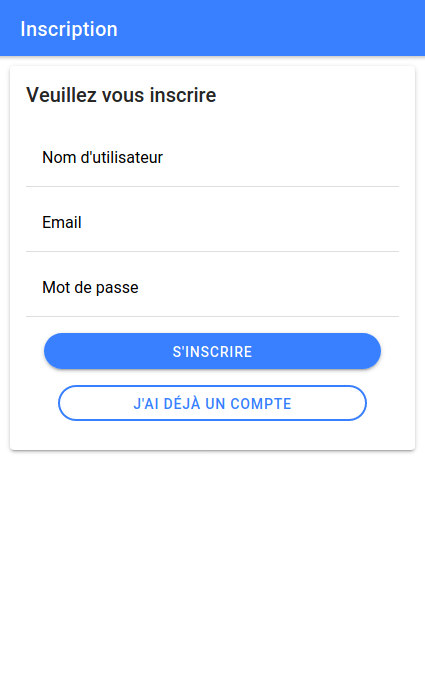 Inscription
Veuillez vous inscrire
Nom d'utilisateur
Email
Mot de passe
S'INSCRIRE
J'AI DÉJÀ UN COMPTE